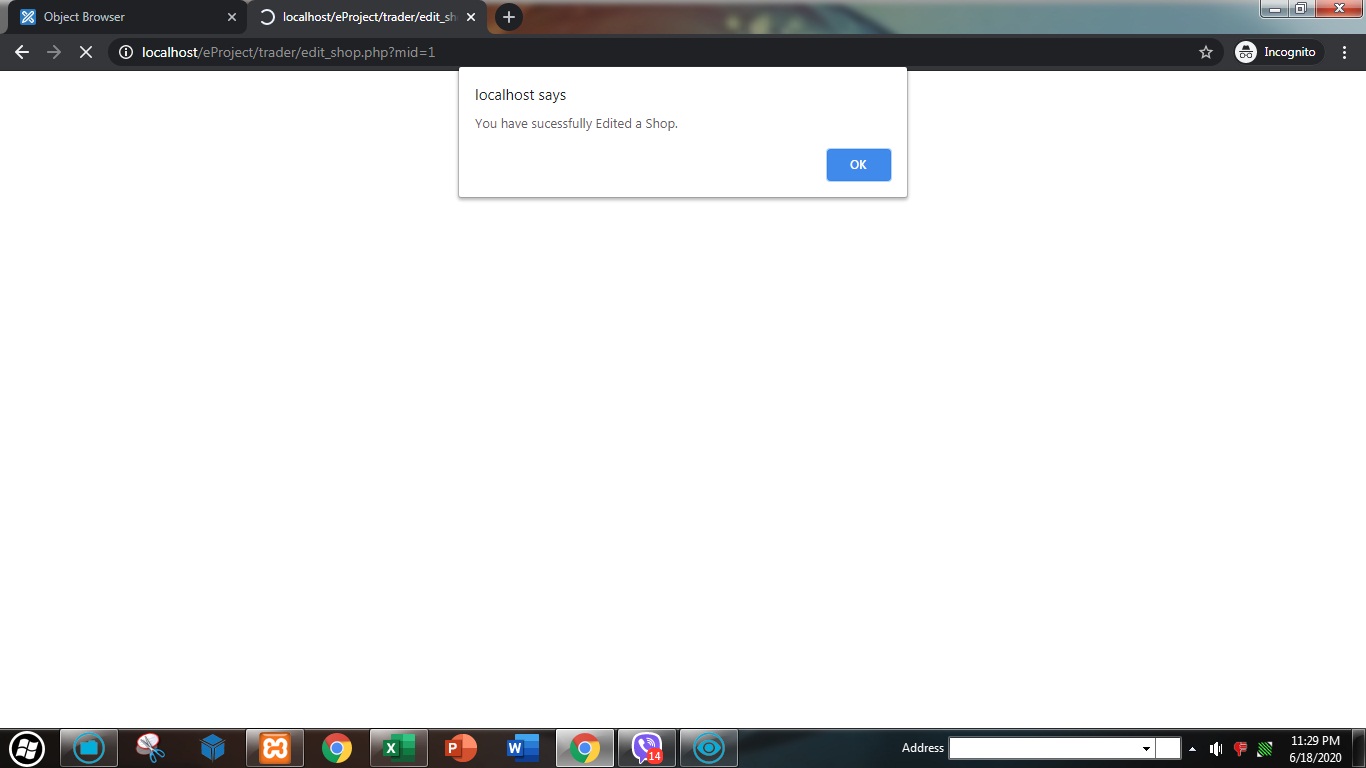 Object Browser
localhost/eProject/trader/edit_sh
localhost/eProject/trader/edit_shop.php?mid=1
Incognito
localhost says
You have sucessfully Edited a Shop.
OK
14
Address
11:29 PM
6/18/2020